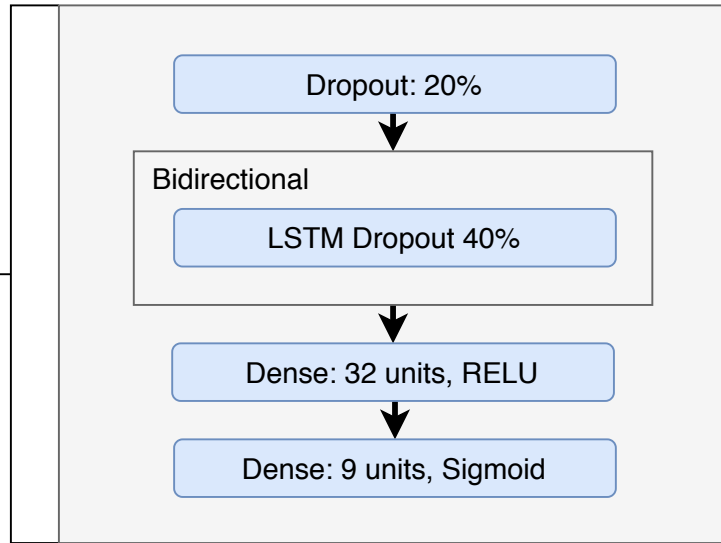 Dropout: 20%
Bidirectional
LSTM Dropout 40%
Dense: 32 units, RELU
Dense: 9 units, Sigmoid